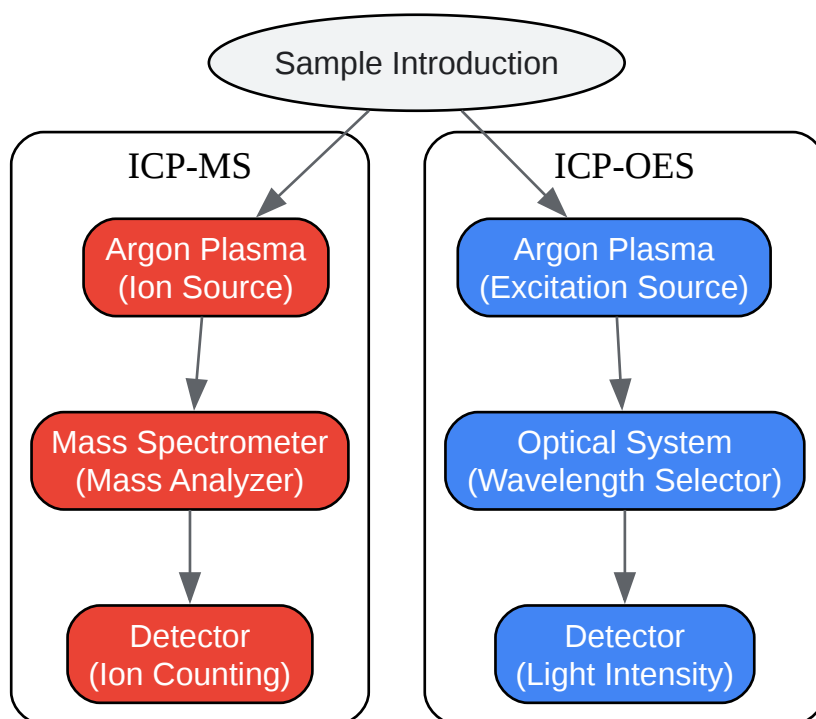 Sample Introduction
ICP-MS
Argon Plasma
(Ion Source)
Mass Spectrometer
(Mass Analyzer)
Detector
(Ion Counting)
ICP-OES
Argon Plasma
(Excitation Source)
Optical System
(Wavelength Selector)
Detector
(Light Intensity)